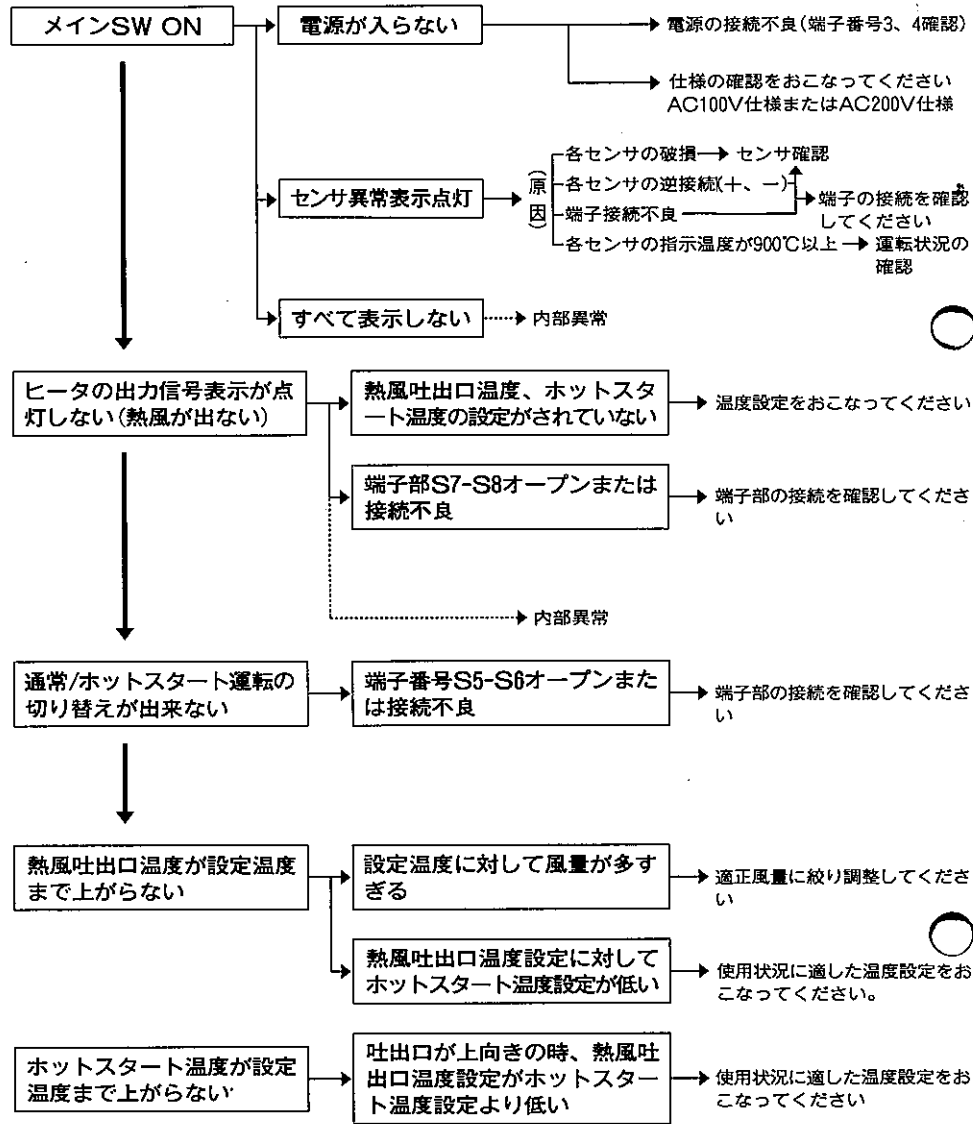 メインSW ON
電源が入らない
電源の接続不良(端子番号3、4確認)
仕様の確認をおこなってください
AC100V仕様またはAC200V仕様
センサ異常表示点灯
(原因)
各センサの破損
センサ確認
各センサの逆接続(+、-)
端子接続不良
端子の接続を確認
してください
各センサの指示温度が900℃以上
運転状況の
確認
すべて表示しない
内部異常
ヒータの出力信号表示が点
灯しない(熱風が出ない)
熱風吐出口温度、ホットスタ
ート温度の設定がされていない
温度設定をおこなってください
端子部S7-S8オープンまたは
接続不良
端子部の接続を確認してくださ
い
内部異常
通常/ホットスタート運転の
切り替えが出来ない
端子番号S5-S6オープンまた
は接続不良
端子部の接続を確認してくださ
い
熱風吐出口温度が設定温度
まで上がらない
設定温度に対して風量が多す
ぎる
適正風量に絞り調整してくださ
い
熱風吐出口温度設定に対して
ホットスタート温度設定が低い
使用状況に適した温度設定をお
こなってください。
ホットスタート温度が設定
温度まで上がらない
吐出口が上向きの時、熱風吐
出口温度設定がホットスター
ト温度設定より低い
使用状況に適した温度設定をお
こなってください